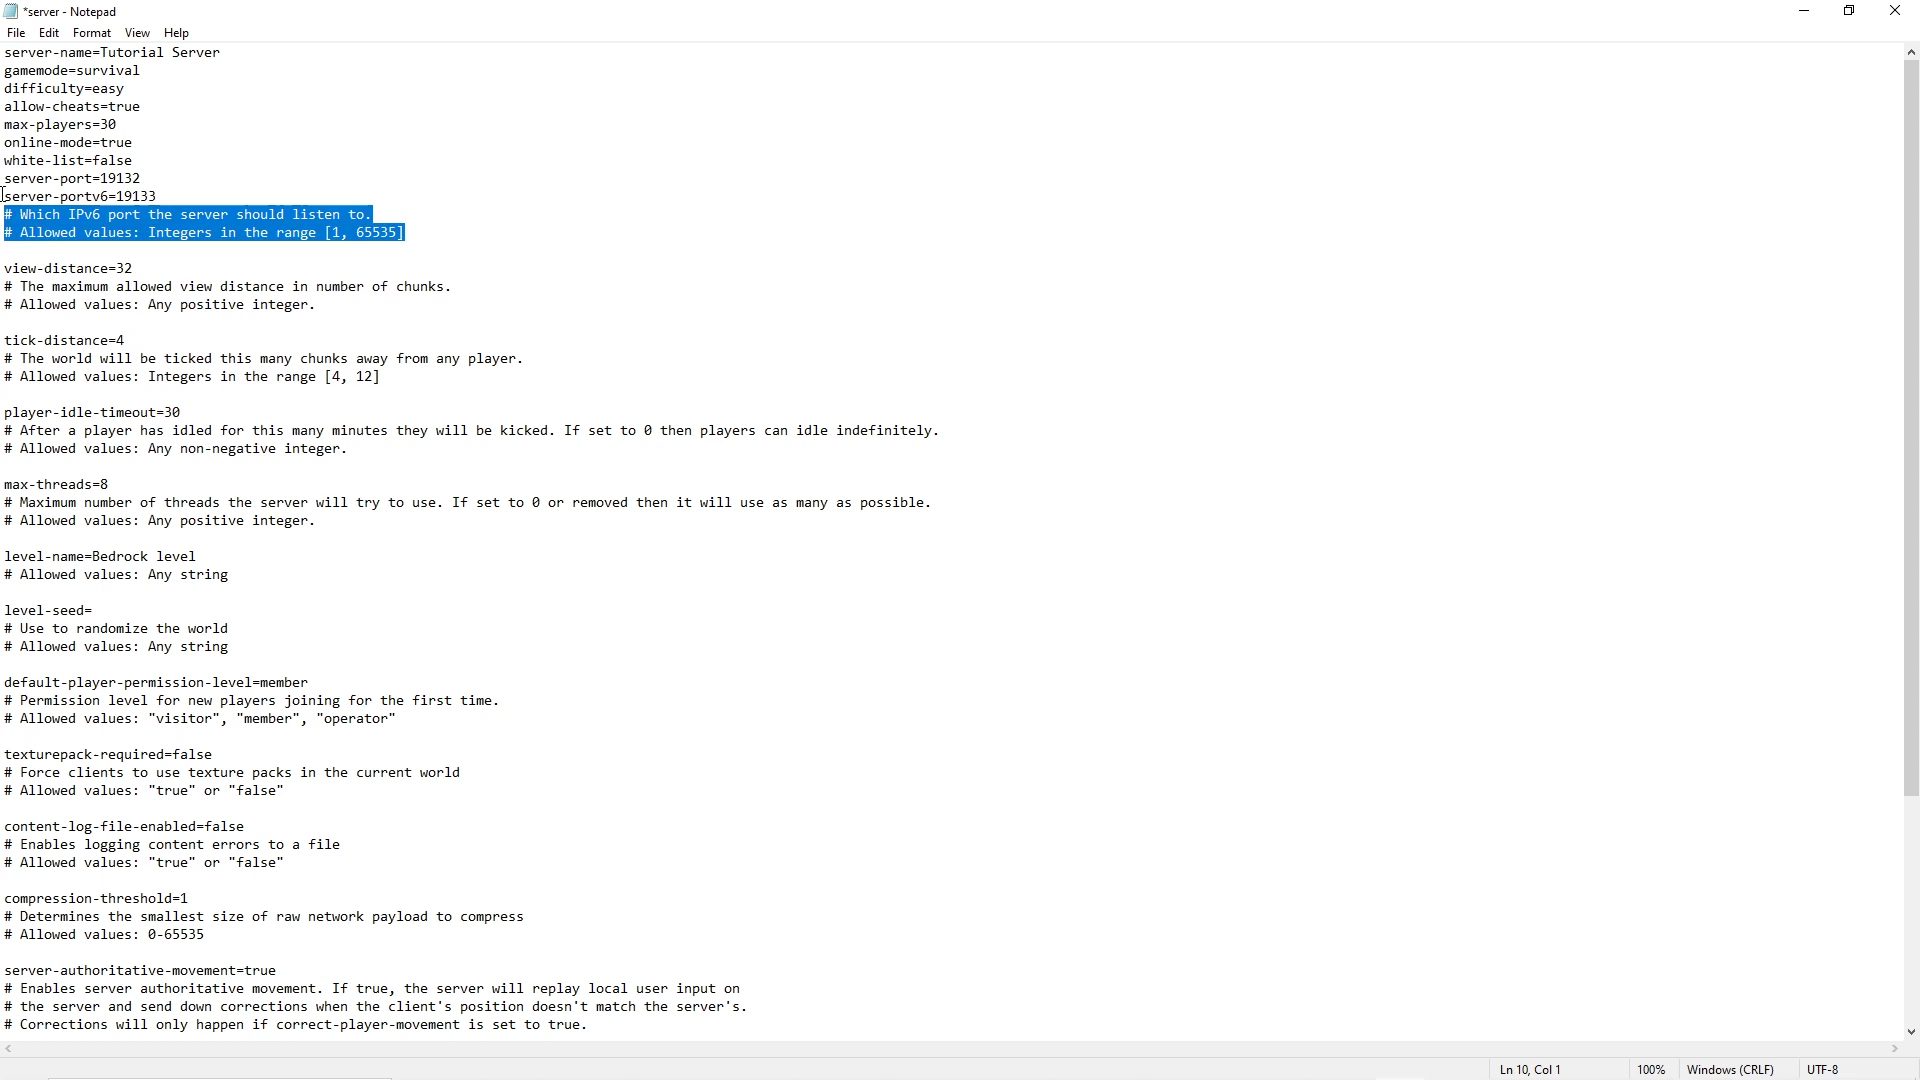 *server - Notepad
File Edit Format View Help
server-name=Tutorial Server
gamemode=survival
difficulty=easy
allow-cheats=true
max-players=30
online-mode=true
white-list=false
server-port=19132
server-portv6=19133
# Which IPv6 port the server should listen to.
# Allowed values: Integers in the range [1, 65535]
view-distance=32
# The maximum allowed view distance in number of chunks.
# Allowed values: Any positive integer.
tick-distance=4
# The world will be ticked this many chunks away from any player.
# Allowed values: Integers in the range [4, 12]
player-idle-timeout=30
# After a player has idled for this many minutes they will be kicked. If set to 0 then players can idle indefinitely.
# Allowed values: Any non-negative integer.
max-threads=8
# Maximum number of threads the server will try to use. If set to 0 or removed then it will use as many as possible.
# Allowed values: Any positive integer.
level-name=Bedrock level
# Allowed values: Any string
level-seed=
# Use to randomize the world
# Allowed values: Any string
default-player-permission-level=member
# Permission level for new players joining for the first time.
# Allowed values: "visitor", "member", "operator"
texturepack-required=false
# Force clients to use texture packs in the current world
# Allowed values: "true" or "false"
content-log-file-enabled=false
# Enables logging content errors to a file
# Allowed values: "true" or "false"
compression-threshold=1
# Determines the smallest size of raw network payload to compress
# Allowed values: 0-65535
server-authoritative-movement=true
# Enables server authoritative movement. If true, the server will replay local user input on
# the server and send down corrections when the client's position doesn't match the server's.
# Corrections will only happen if correct-player-movement is set to true.
Ln 10, Col 1 100% Windows (CRLF) UTF-8